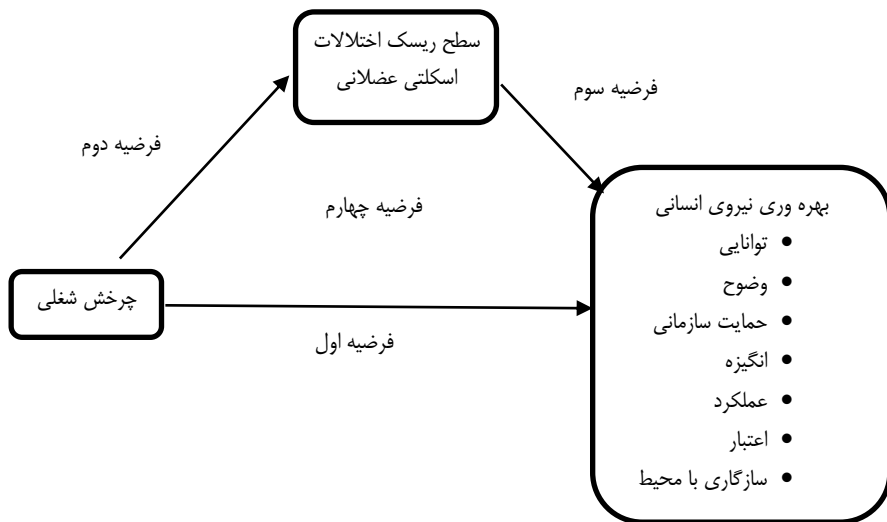 سطح ریسک اختلالات
اسکلتی عضلانی
فرضیه سوم
فرضیه دوم
فرضیه چهارم
چرخش شغلی
فرضیه اول
بهره وری نیروی انسانی
• توانایی
• وضوح
• حمایت سازمانی
• انگیزه
• عملکرد
• اعتبار
• سازگاری با محیط